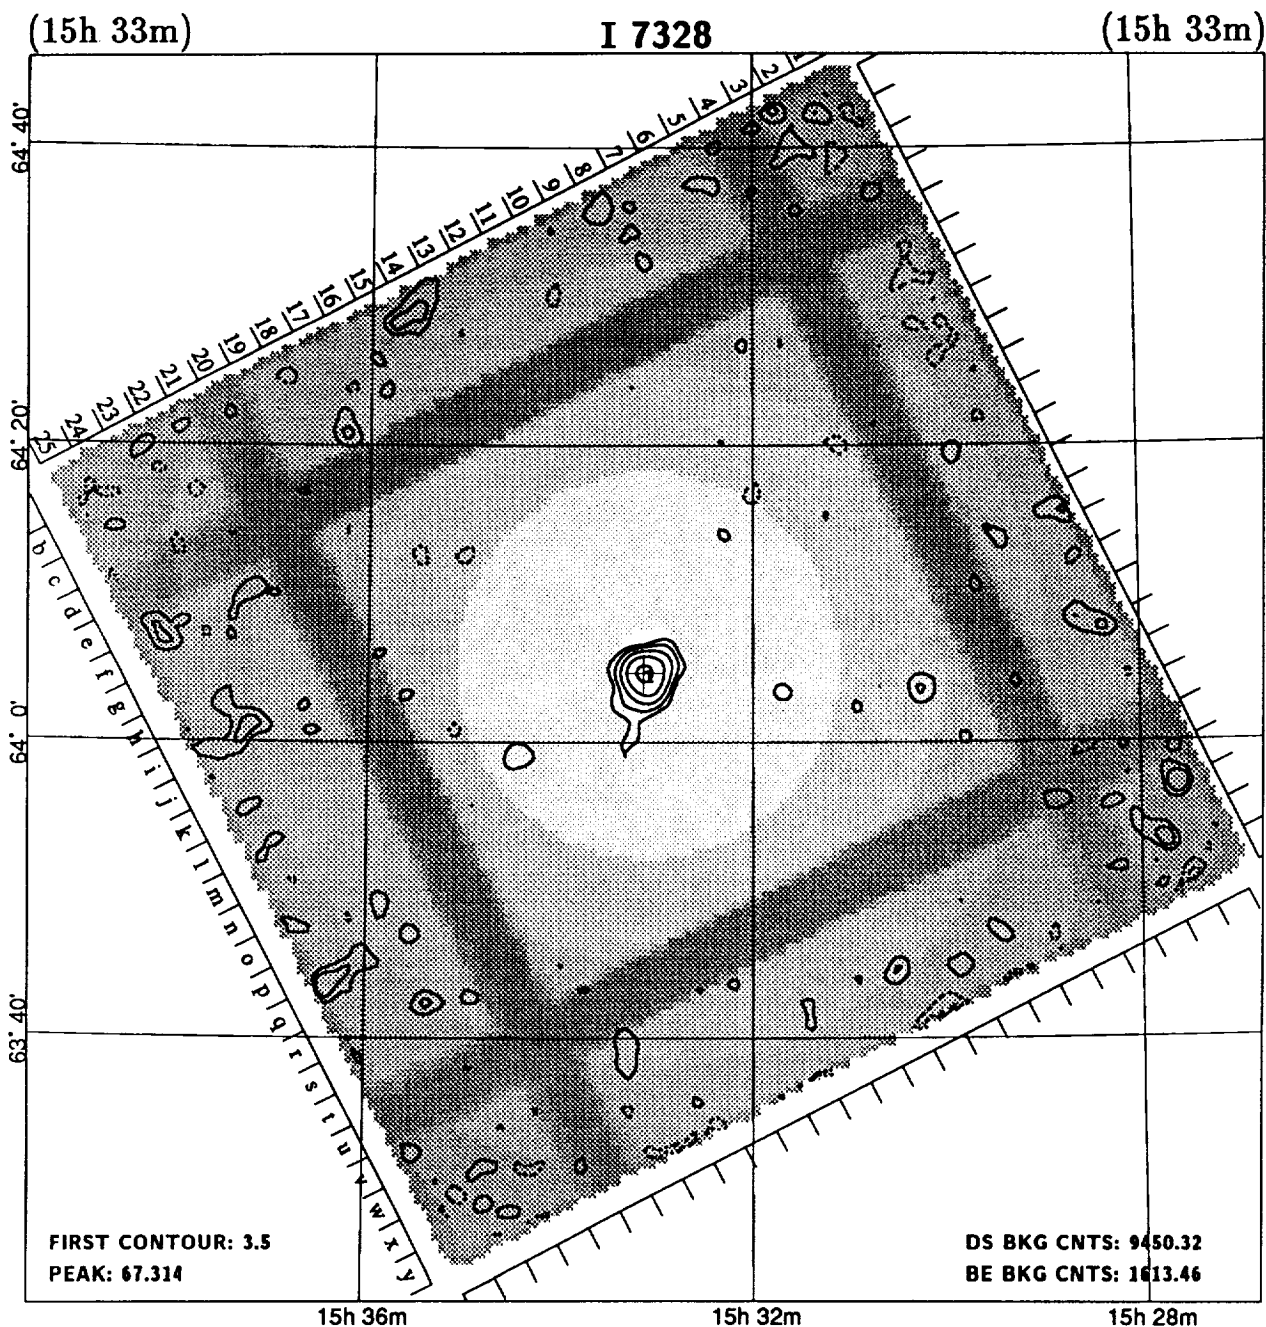 (15h 33m) I 7328 (15h 33m)
1 2 3 4 5 6 7 8 9 10 11 12 13 14 15 16 17 18 19 20 21 22 23 24 25
64° 40'
64° 20'
64° 0'
63° 40'
b c d e f g h i j k l m n o p q r s t u v w x y
FIRST CONTOUR: 3.5
PEAK: 67.314
DS BKG CNTS: 9450.32
BE BKG CNTS: 1613.46
15h 36m 15h 32m 15h 28m